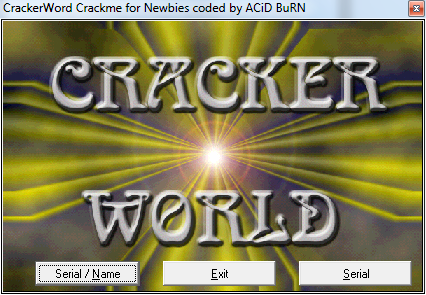 CrackerWord Crackme for Newbies coded by ACiD BuRN
CRACKER
WORLD
Serial / Name
Exit
Serial